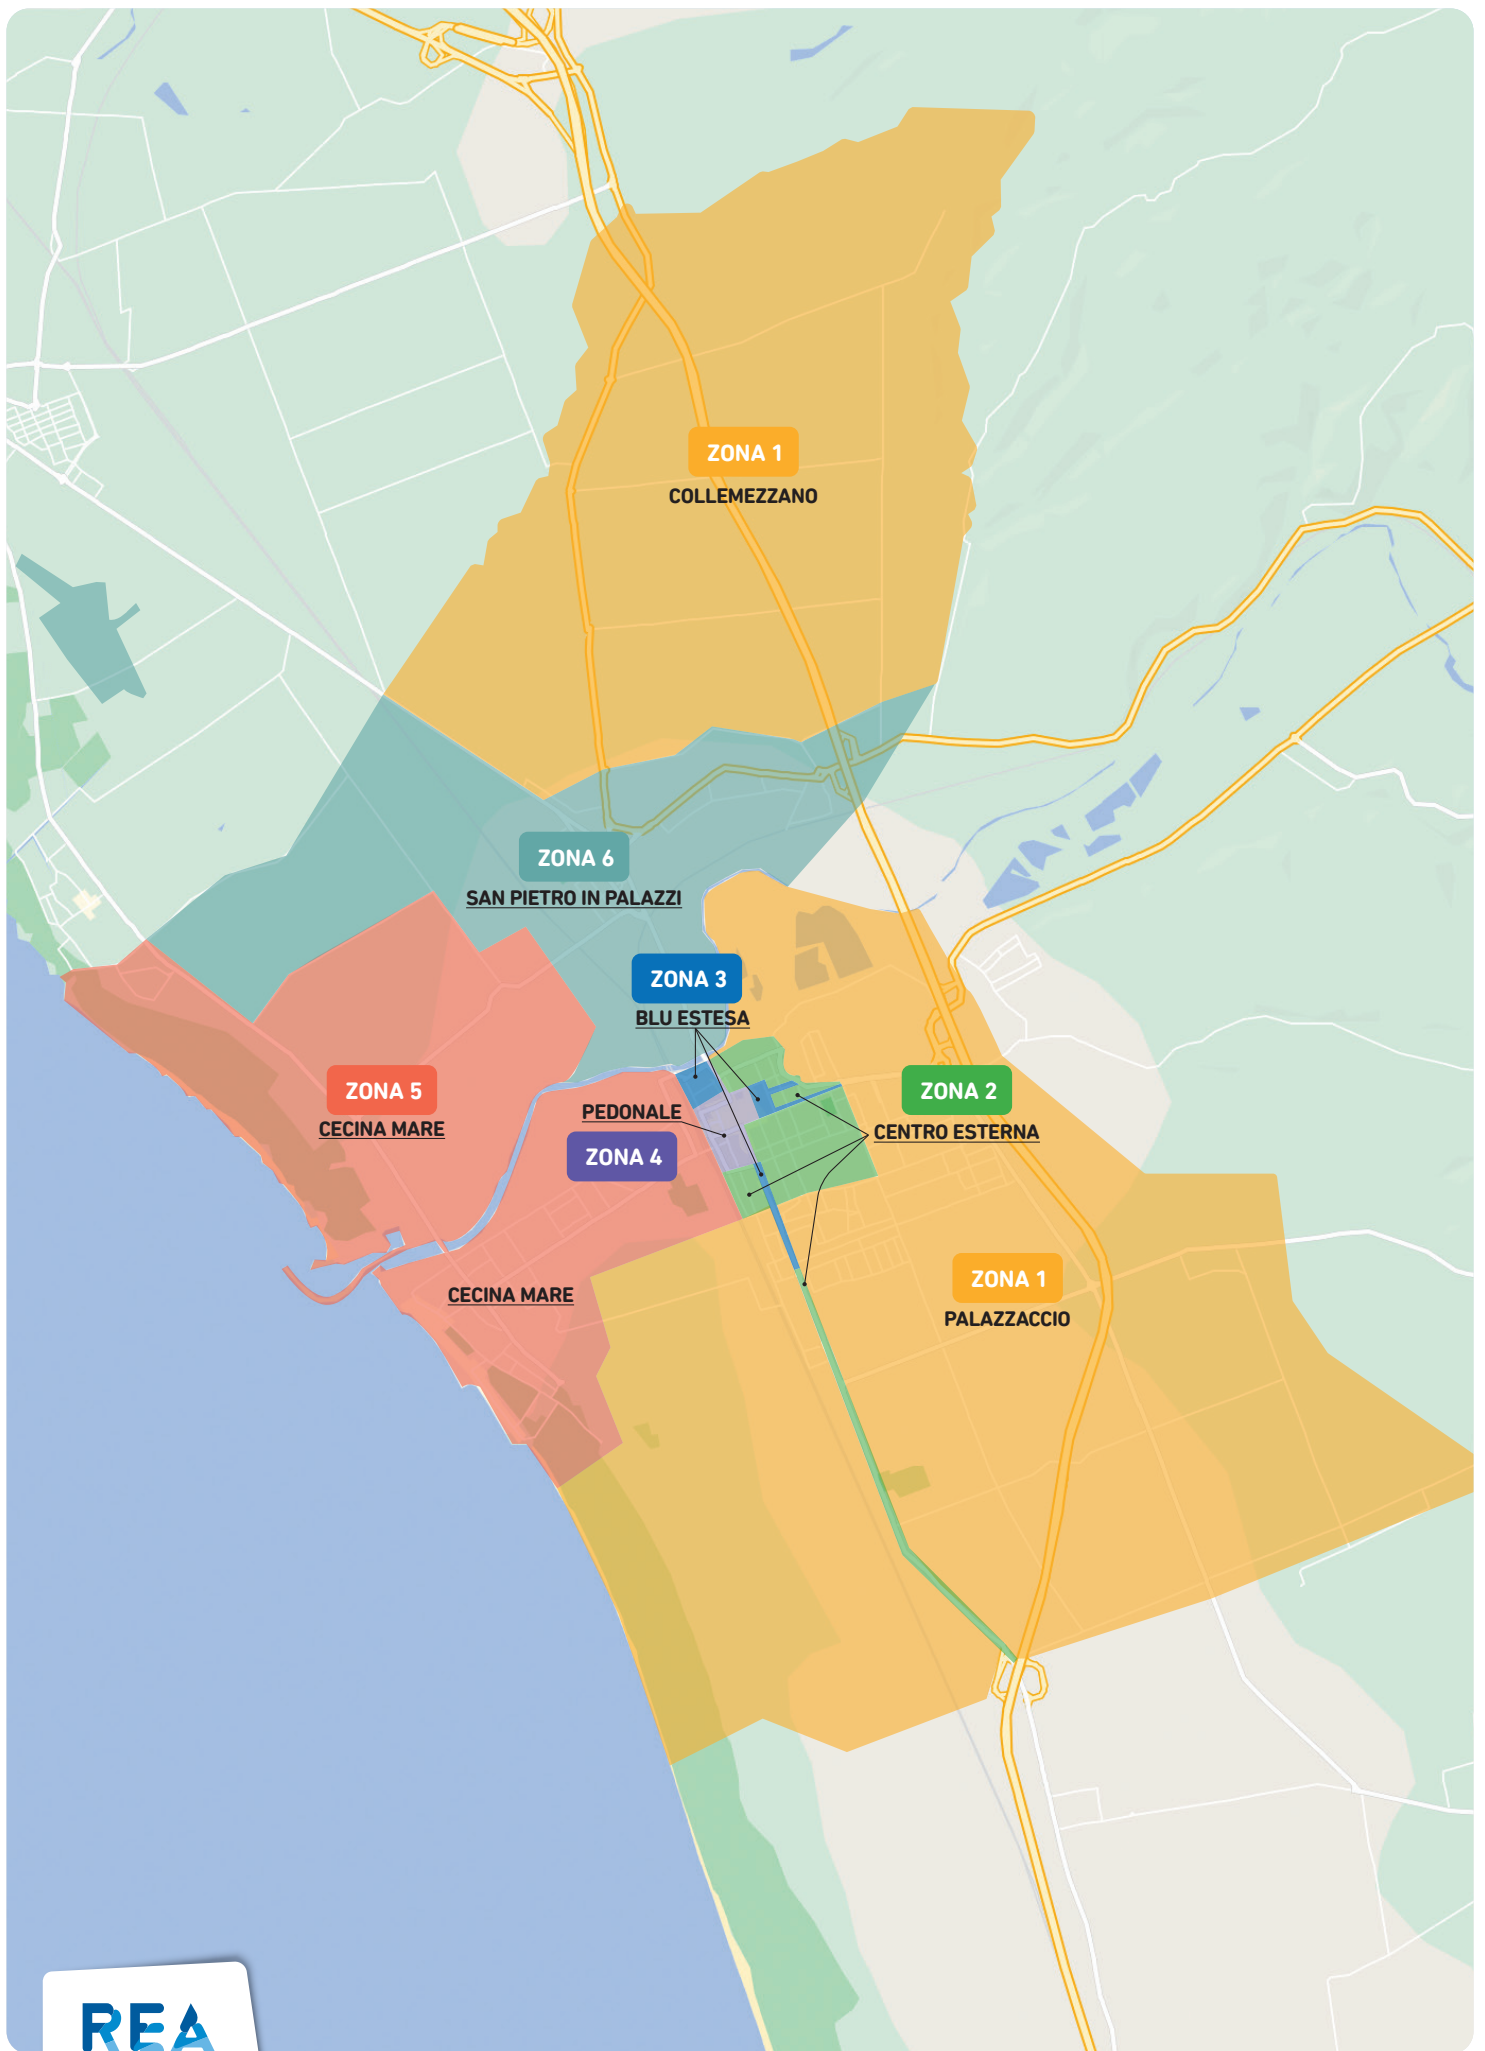 ZONA 1
COLLEMEZZANO
ZONA 6
SAN PIETRO IN PALAZZI
ZONA 3
BLU ESTESA
ZONA 5
CECINA MARE
PEDONALE
ZONA 4
ZONA 2
CENTRO ESTERNA
CECINA MARE
ZONA 1
PALAZZACCIO
REA